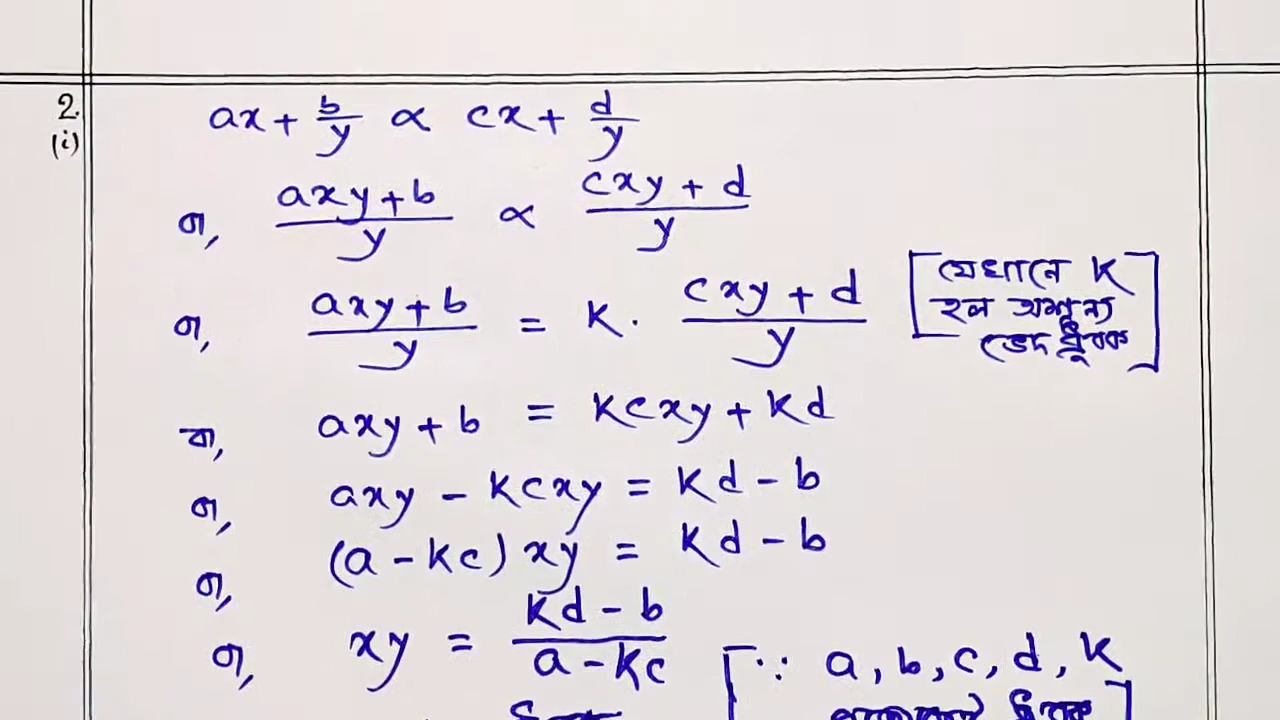 2.
(i)
ax + b/y ∝ cx + d/y
বা, (axy + b)/y ∝ (cxy + d)/y
বা, (axy + b)/y = K. (cxy + d)/y [যেখানে K
হল অশূন্য
ভেদ ধ্রুবক]
বা, axy + b = Kcxy + Kd
বা, axy - Kcxy = Kd - b
বা, (a - Kc) xy = Kd - b
বা, xy = (Kd - b)/(a - Kc) [∵ a, b, c, d, K
ধ্রুবক]